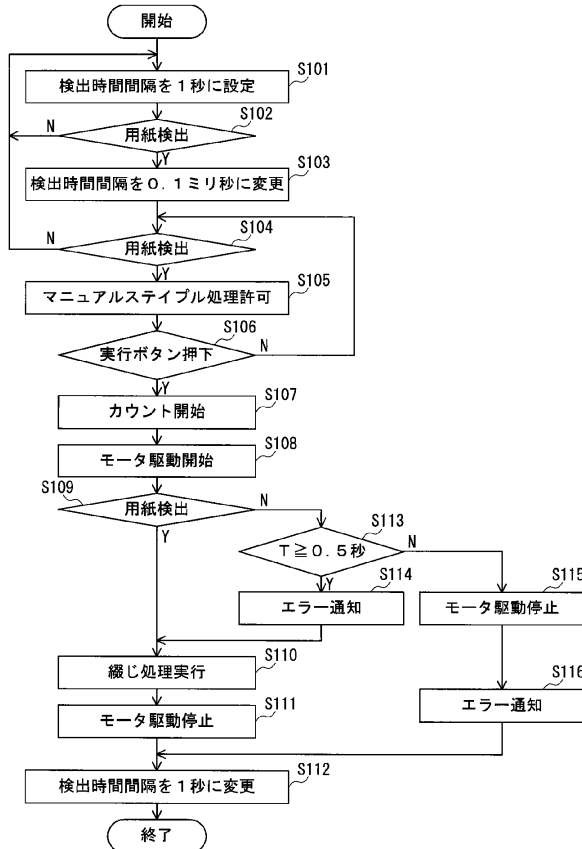 開始
検出時間間隔を1秒に設定
S101
用紙検出
S102
N
Y
検出時間間隔を0.1ミリ秒に変更
S103
用紙検出
S104
N
Y
マニュアルステイプル処理許可
S105
実行ボタン押下
S106
N
Y
カウント開始
S107
モータ駆動開始
S108
用紙検出
S109
N
Y
T≧0.5秒
S113
N
Y
エラー通知
S114
モータ駆動停止
S115
綴じ処理実行
S110
エラー通知
S116
モータ駆動停止
S111
検出時間間隔を1秒に変更
S112
終了